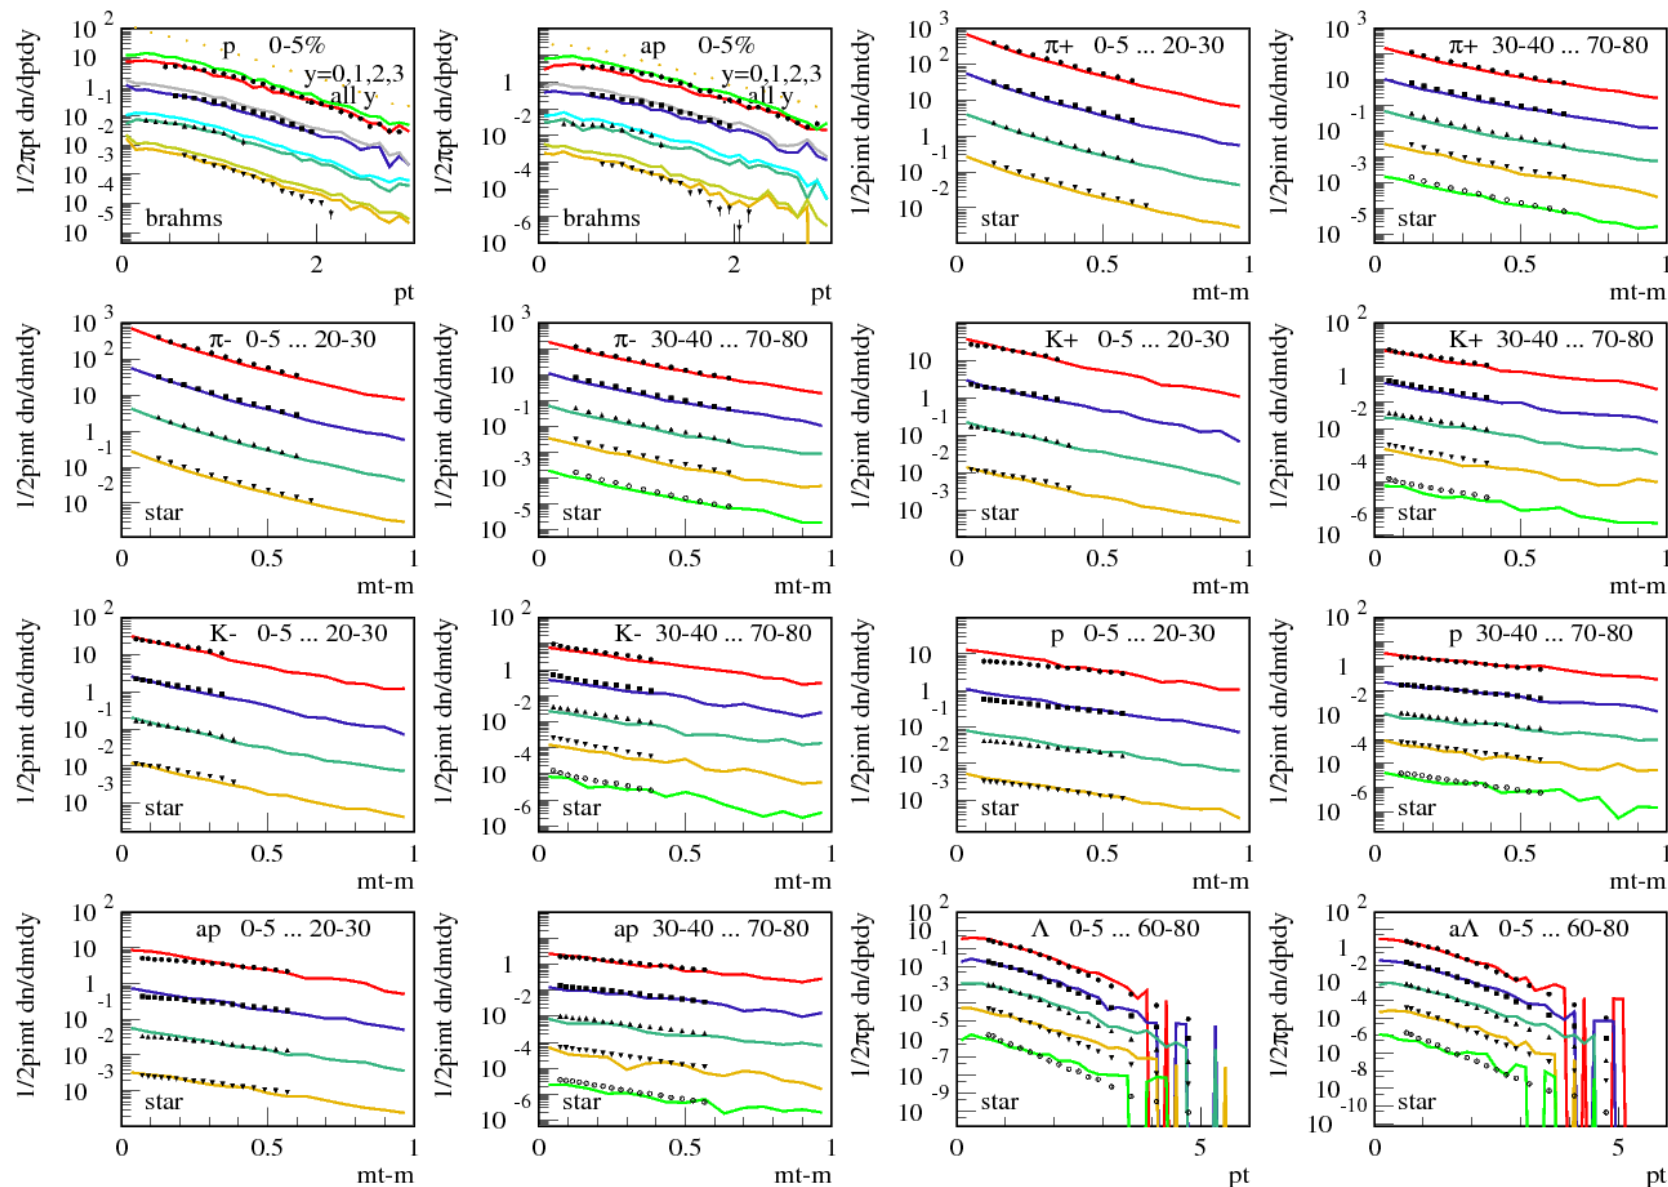 1/2πpt dn/dptdy
10 2
10
1
10 -1
10 -2
10 -3
10 -4
10 -5
p 0-5%
y=0,1,2,3
all y
brahms
0 2
pt
1/2πpt dn/dptdy
1
10 -2
10 -4
10 -6
ap 0-5%
y=0,1,2,3
all y
brahms
0 2
pt
1/2pimt dn/dmtdy
10 3
10 2
10
1
10 -1
10 -2
π+ 0-5 ... 20-30
star
0 0.5 1
mt-m
1/2pimt dn/dmtdy
10 3
10
10 -1
10 -3
10 -5
π+ 30-40 ... 70-80
star
0 0.5 1
mt-m
1/2pimt dn/dmtdy
10 3
10 2
10
1
10 -1
10 -2
π- 0-5 ... 20-30
star
0 0.5 1
mt-m
1/2pimt dn/dmtdy
10 3
10
10 -1
10 -3
10 -5
π- 30-40 ... 70-80
star
0 0.5 1
mt-m
1/2pimt dn/dmtdy
10
1
10 -1
10 -2
10 -3
K+ 0-5 ... 20-30
star
0 0.5 1
mt-m
1/2pimt dn/dmtdy
10 2
1
10 -2
10 -4
10 -6
K+ 30-40 ... 70-80
star
0 0.5 1
mt-m
1/2pimt dn/dmtdy
10 2
10
1
10 -1
10 -2
10 -3
K- 0-5 ... 20-30
star
0 0.5 1
mt-m
1/2pimt dn/dmtdy
10 2
1
10 -2
10 -4
10 -6
K- 30-40 ... 70-80
star
0 0.5 1
mt-m
1/2pimt dn/dmtdy
10 2
10
1
10 -1
10 -2
10 -3
p 0-5 ... 20-30
star
0 0.5 1
mt-m
1/2pimt dn/dmtdy
10 2
1
10 -2
10 -4
10 -6
p 30-40 ... 70-80
star
0 0.5 1
mt-m
1/2pimt dn/dmtdy
10 2
10
1
10 -1
10 -2
10 -3
ap 0-5 ... 20-30
star
0 0.5 1
mt-m
1/2pimt dn/dmtdy
1
10 -2
10 -4
10 -6
ap 30-40 ... 70-80
star
0 0.5 1
mt-m
1/2πpt dn/dptdy
10
10 -1
10 -3
10 -5
10 -7
10 -9
Λ 0-5 ... 60-80
star
0 5
pt
1/2πpt dn/dptdy
10 2
1
10 -2
10 -4
10 -6
10 -8
10 -10
aΛ 0-5 ... 60-80
star
0 5
pt